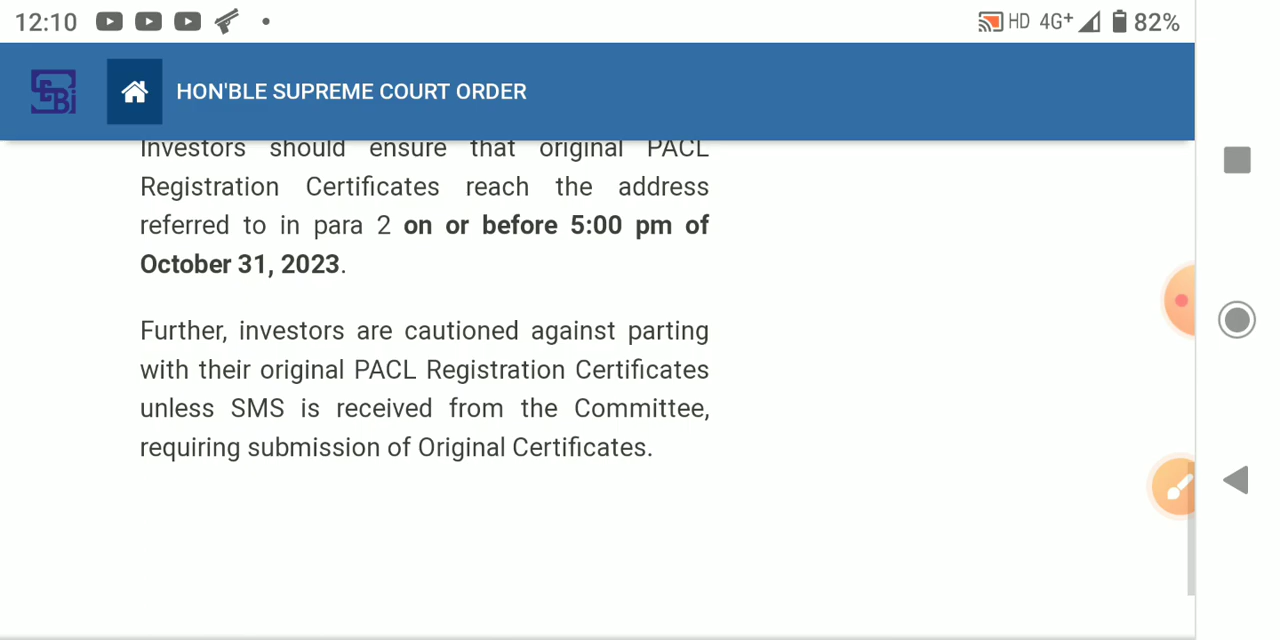 12:10 HD 4G+ 82%
SEBI HON'BLE SUPREME COURT ORDER
Investors should ensure that original PACL
Registration Certificates reach the address
referred to in para 2 on or before 5:00 pm of
October 31, 2023.
Further, investors are cautioned against parting
with their original PACL Registration Certificates
unless SMS is received from the Committee,
requiring submission of Original Certificates.